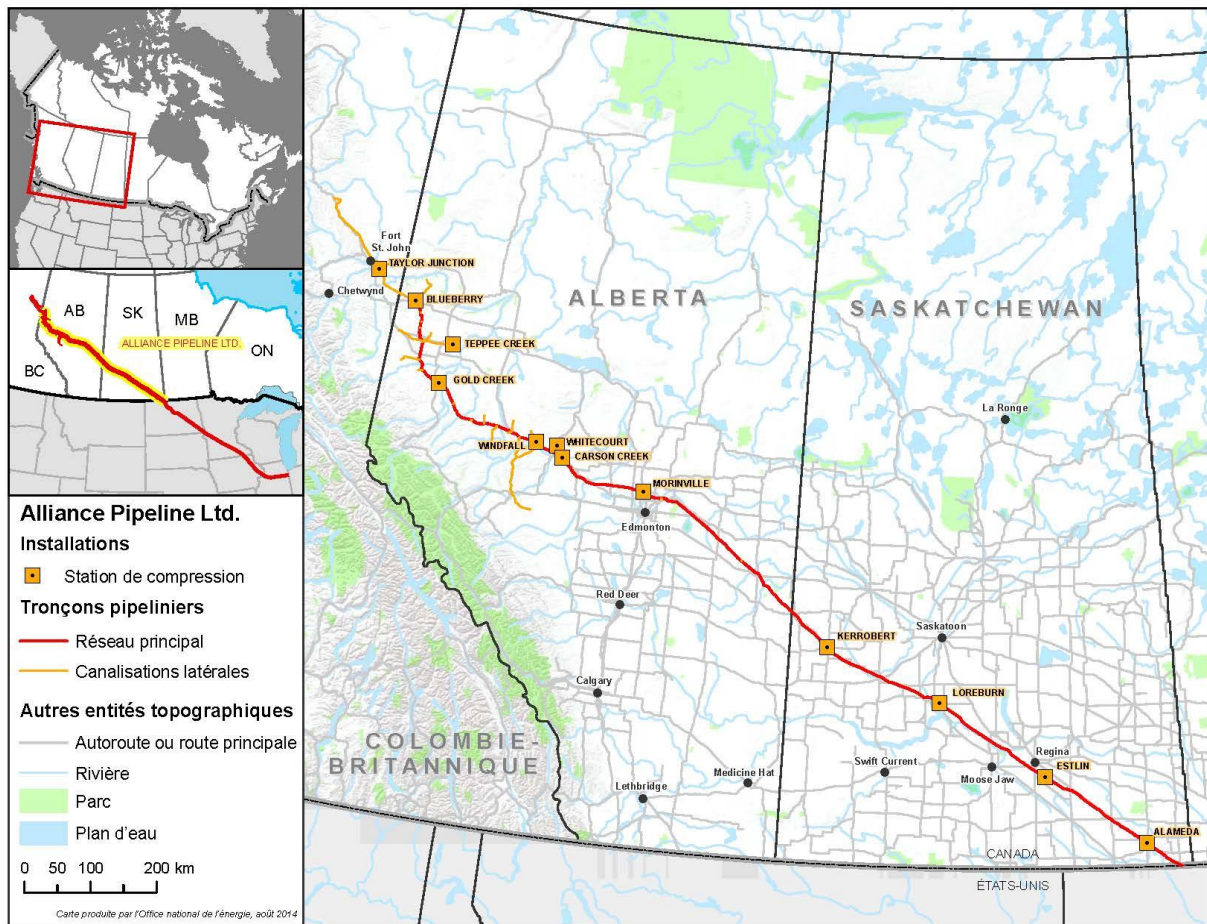 AB
SK
MB
ALLIANCE PIPELINE LTD.
ON
BC
Alliance Pipeline Ltd.
Installations
Station de compression
Tronçons pipeliniers
Réseau principal
Canalisations latérales
Autres entités topographiques
Autoroute ou route principale
Rivière
Parc
Plan d'eau
0 50 100 200 km
Carte produite par l'Office national de l'énergie, août 2014
Fort
St. John
TAYLOR JUNCTION
Chetwynd
BLUEBERRY
ALBERTA
SASKATCHEWAN
TEPPEE CREEK
GOLD CREEK
La Ronge
WINDFALL
WHITECOURT
CARSON CREEK
MORINVILLE
Edmonton
Red Deer
Saskatoon
KERROBERT
Calgary
LOREBURN
COLOMBIE-
BRITANNIQUE
Regina
Swift Current
Moose Jaw
ESTLIN
Medicine Hat
Lethbridge
ALAMEDA
CANADA
ÉTATS-UNIS